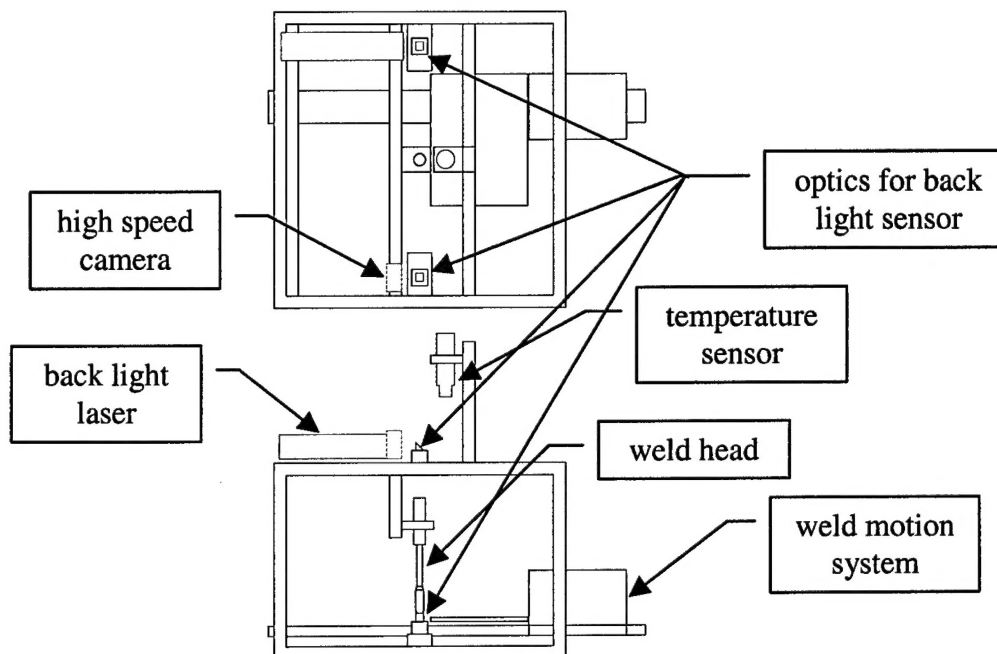 high speed
camera
optics for back
light sensor
temperature
sensor
back light
laser
weld head
weld motion
system